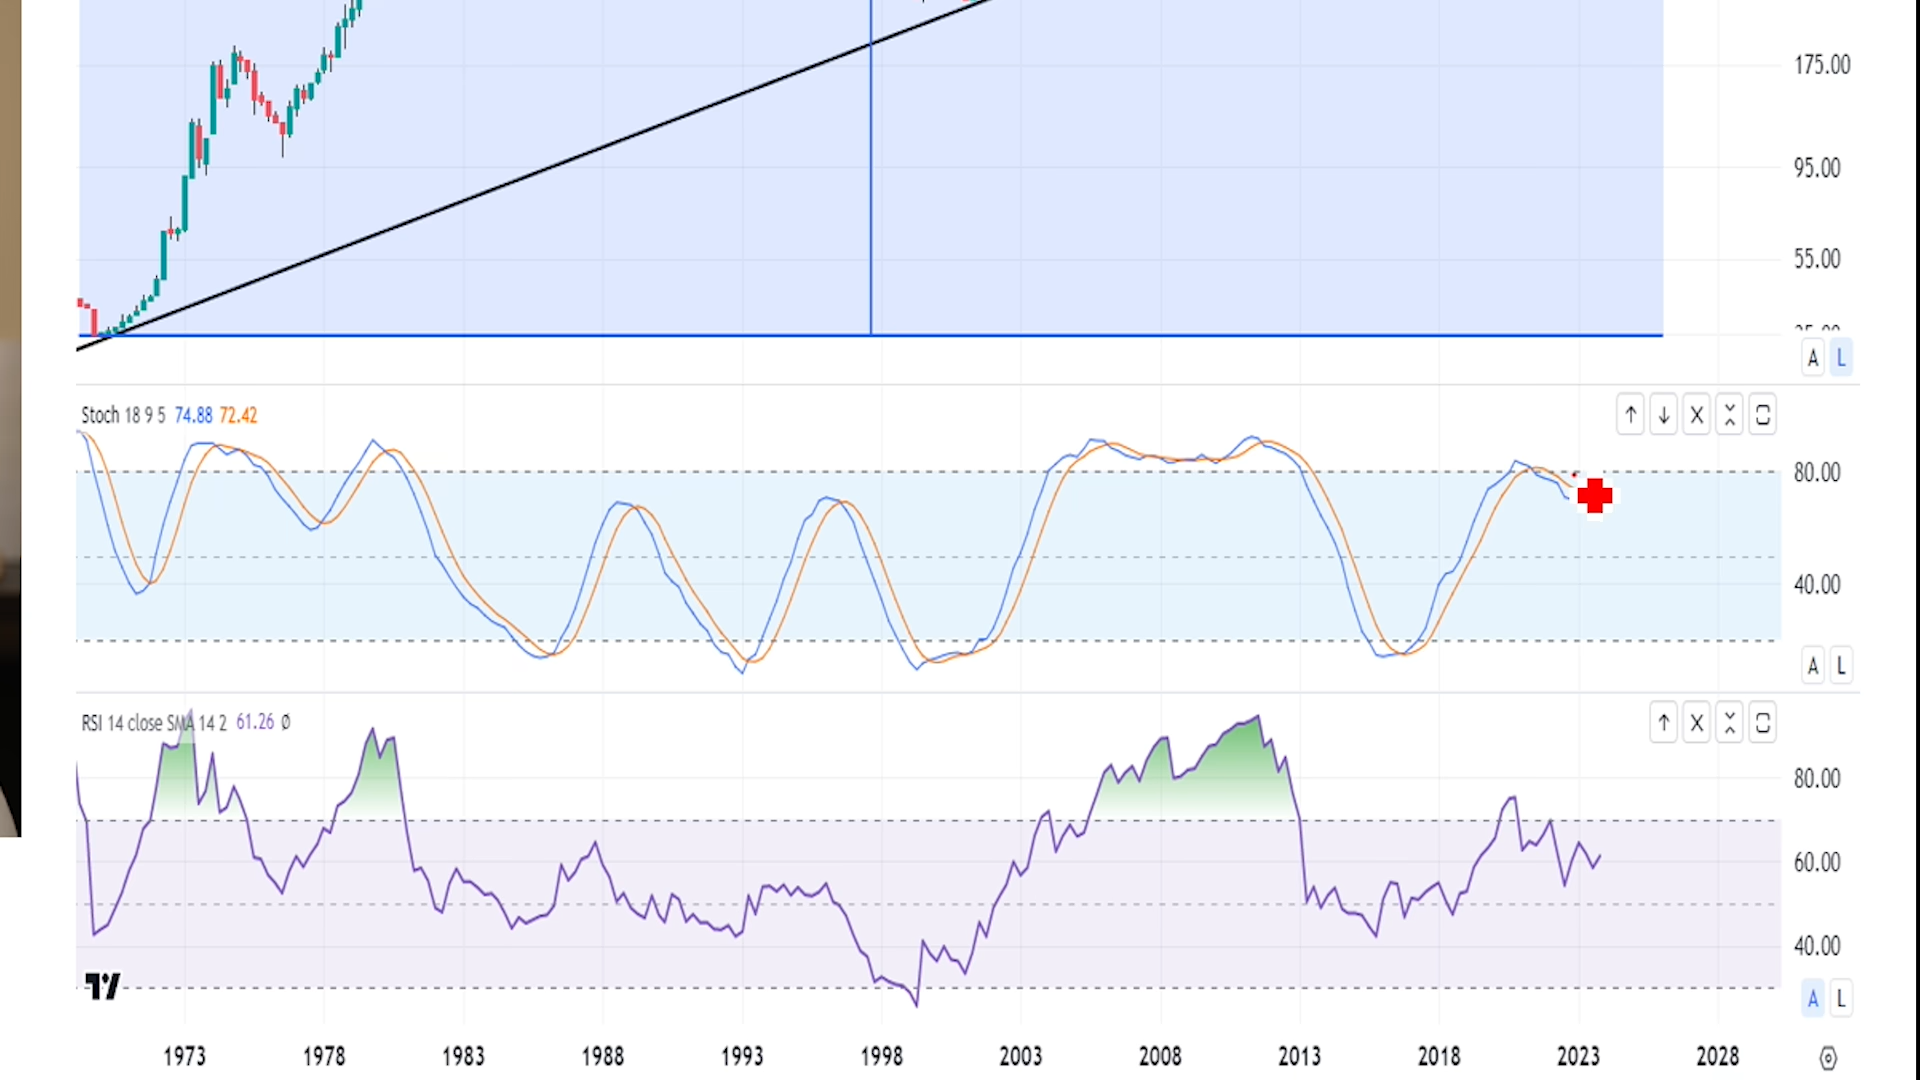 175.00
95.00
55.00
A L
Stoch 18 9 5 74.88 72.42
80.00
40.00
A L
RSI 14 close SMA 14 2 61.26 Ø
80.00
60.00
40.00
A L
1973 1978 1983 1988 1993 1998 2003 2008 2013 2018 2023 2028